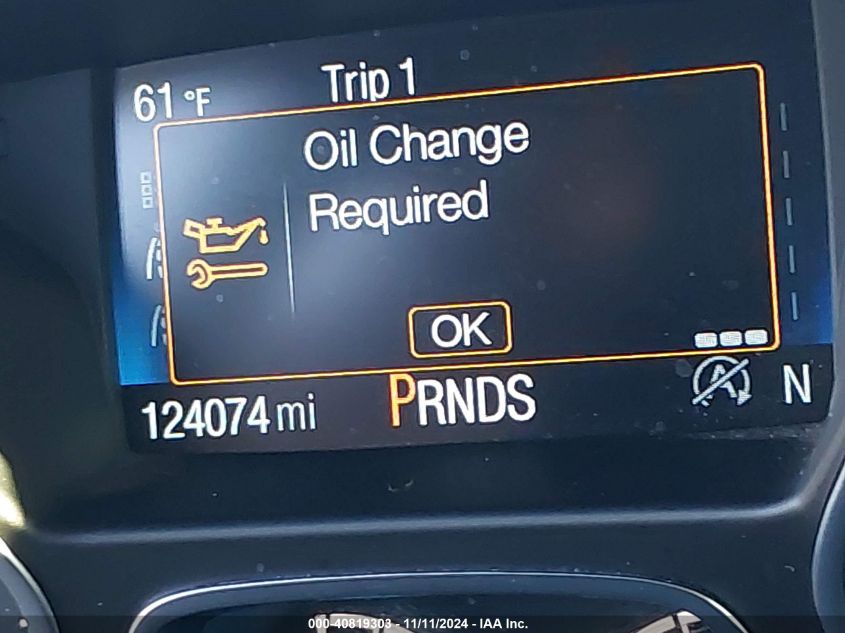 61 °F Trip 1
Oil Change
Required
OK
124074 mi PRNDS N
000-40819303 - 11/11/2024 - IAA Inc.